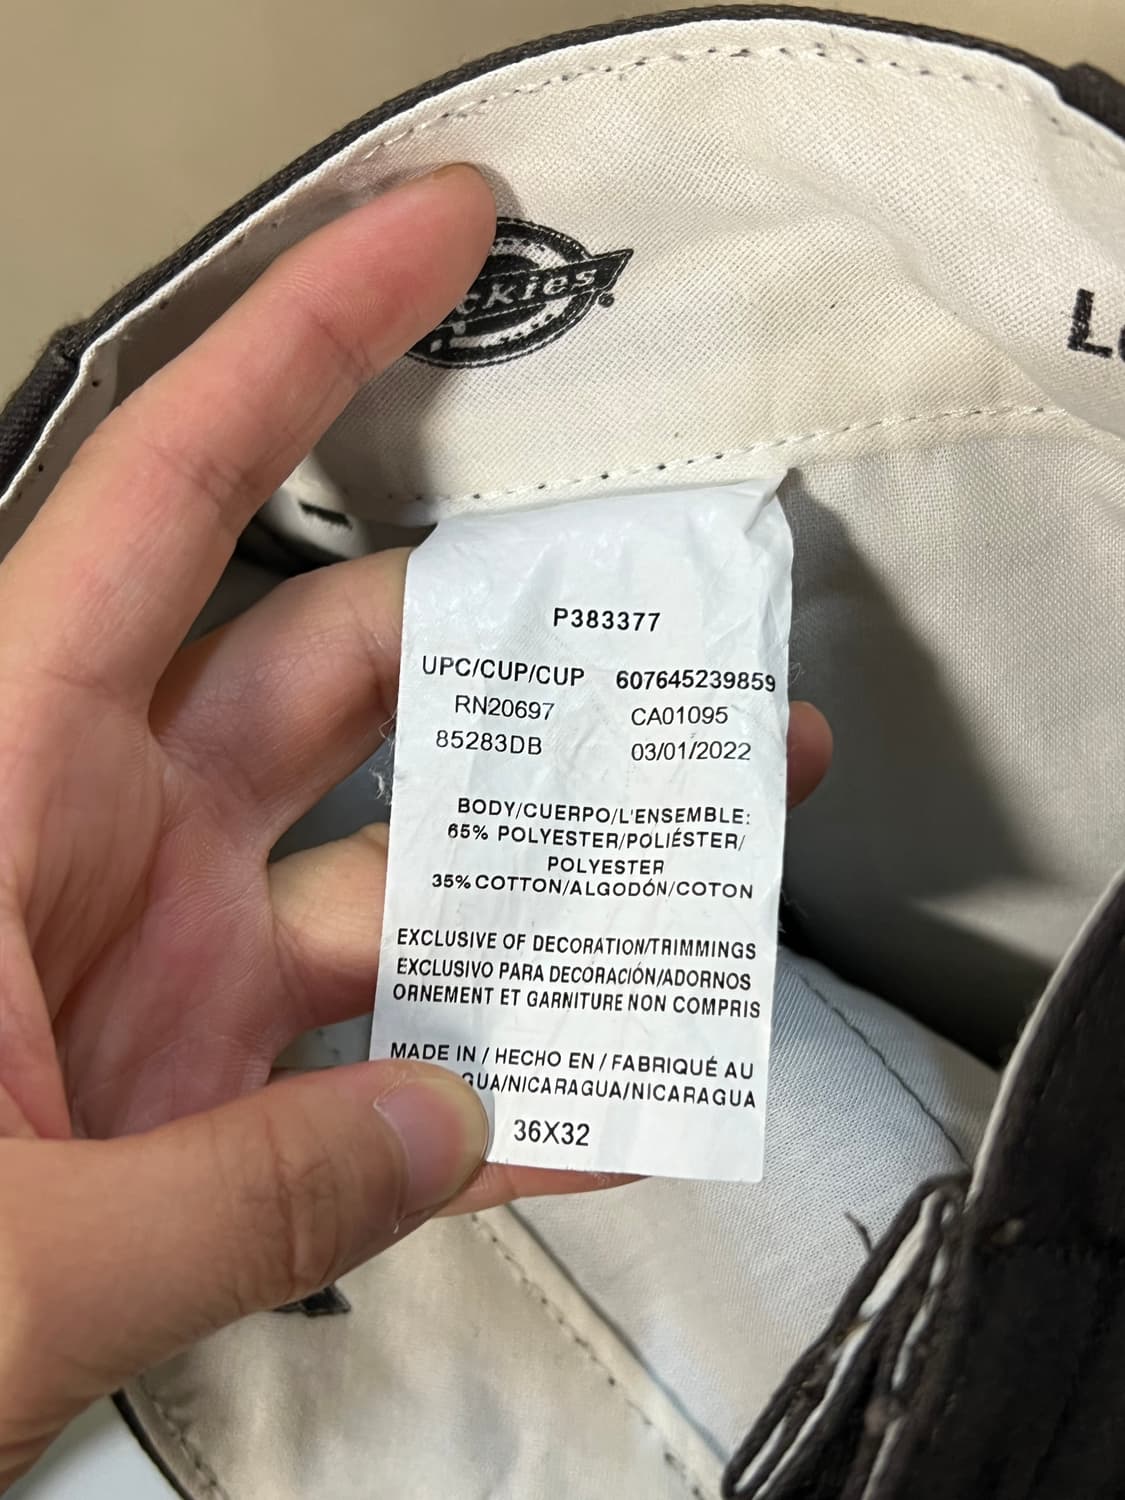 ckies
P383377
UPC/CUP/CUP 607645239859
RN20697 CA01095
85283DB 03/01/2022
BODY/CUERPO/L'ENSEMBLE:
65% POLYESTER/POLIÉSTER/
POLYESTER
35% COTTON/ALGODÓN/COTON
EXCLUSIVE OF DECORATION/TRIMMINGS
EXCLUSIVO PARA DECORACIÓN/ADORNOS
ORNEMENT ET GARNITURE NON COMPRIS
MADE IN / HECHO EN / FABRIQUÉ AU
GUA/NICARAGUA/NICARAGUA
36X32